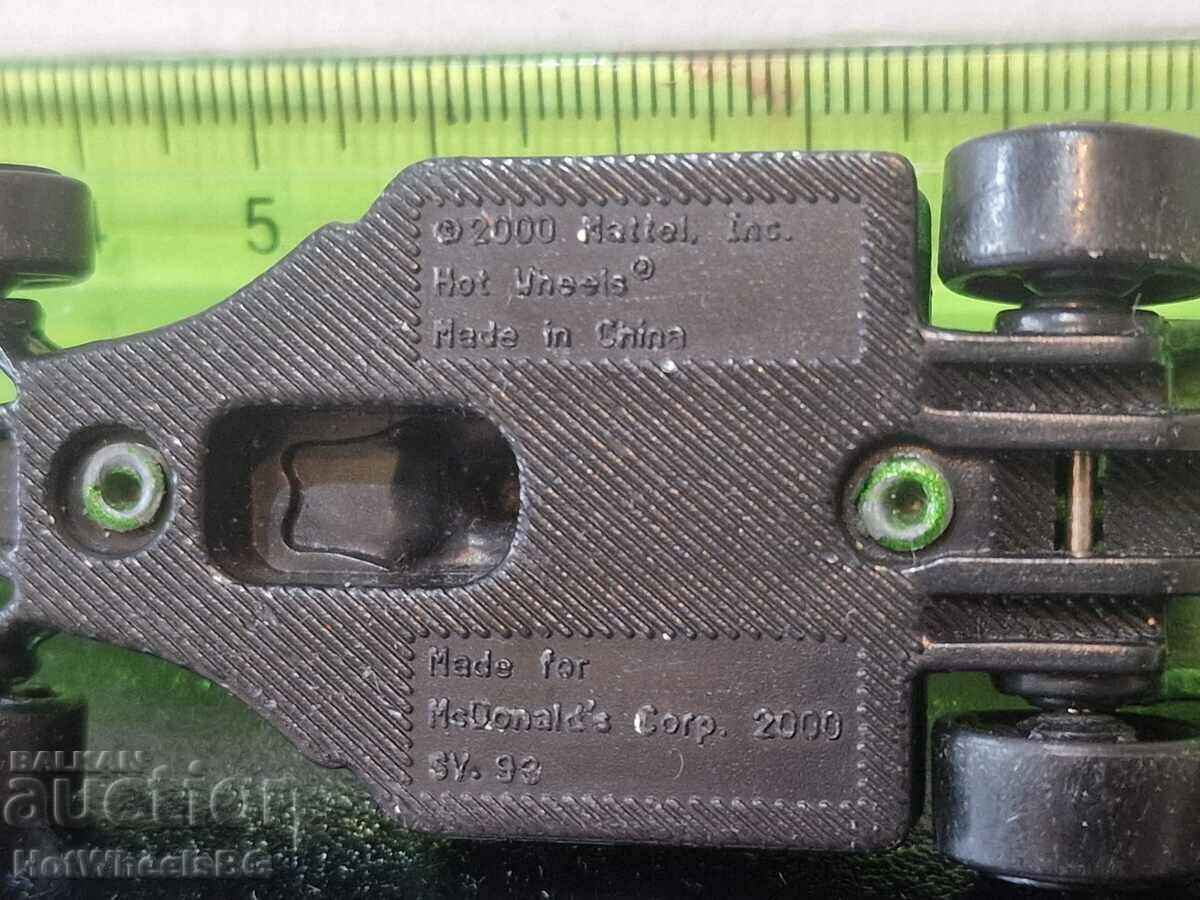 5
©2000 Mattel, Inc.
Hot Wheels®
Made in China
Made for
McDonald's Corp. 2000
SY.93
BALKAN
auction
HotWheelsBG